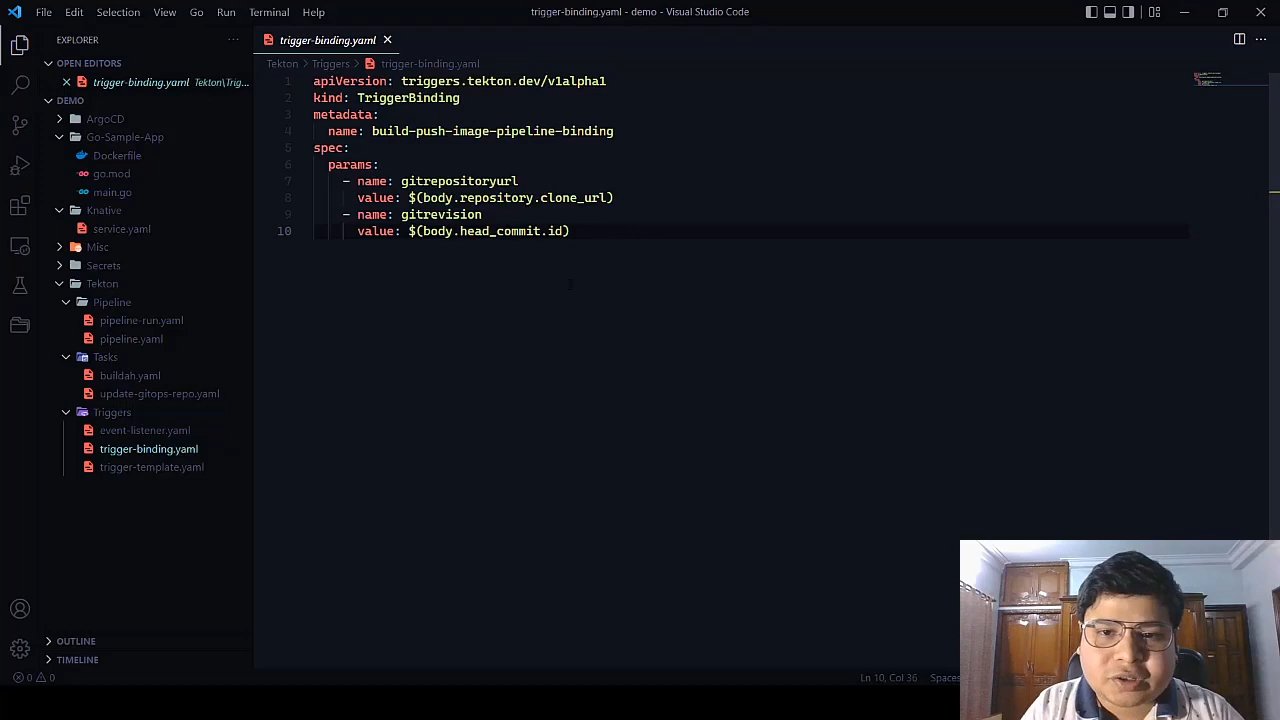 File Edit Selection View Go Run Terminal Help
trigger-binding.yaml - demo - Visual Studio Code
EXPLORER
OPEN EDITORS
trigger-binding.yaml Tekton\Trig...
DEMO
ArgoCD
Go-Sample-App
Dockerfile
go.mod
main.go
Knative
service.yaml
Misc
Secrets
Tekton
Pipeline
pipeline-run.yaml
pipeline.yaml
Tasks
buildah.yaml
update-gitops-repo.yaml
Triggers
event-listener.yaml
trigger-binding.yaml
trigger-template.yaml
OUTLINE
TIMELINE
trigger-binding.yaml
Tekton > Triggers > trigger-binding.yaml
1 apiVersion: triggers.tekton.dev/v1alpha1
2 kind: TriggerBinding
3 metadata:
4 name: build-push-image-pipeline-binding
5 spec:
6 params:
7 - name: gitrepositoryurl
8 value: $(body.repository.clone_url)
9 - name: gitrevision
10 value: $(body.head_commit.id)
0 0
Ln 10, Col 36 Spaces